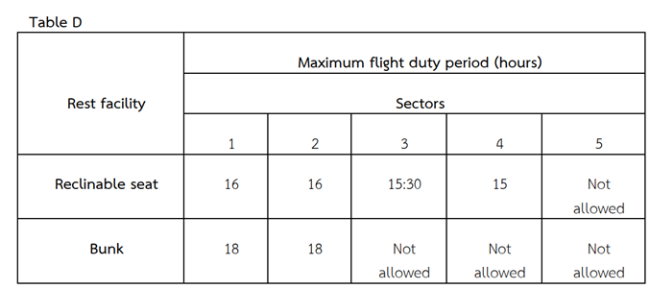 Table D
Rest facility
Maximum flight duty period (hours)
Sectors
1 2 3 4 5
Reclinable seat 16 16 15:30 15 Not
allowed
Bunk 18 18 Not Not Not
allowed allowed allowed